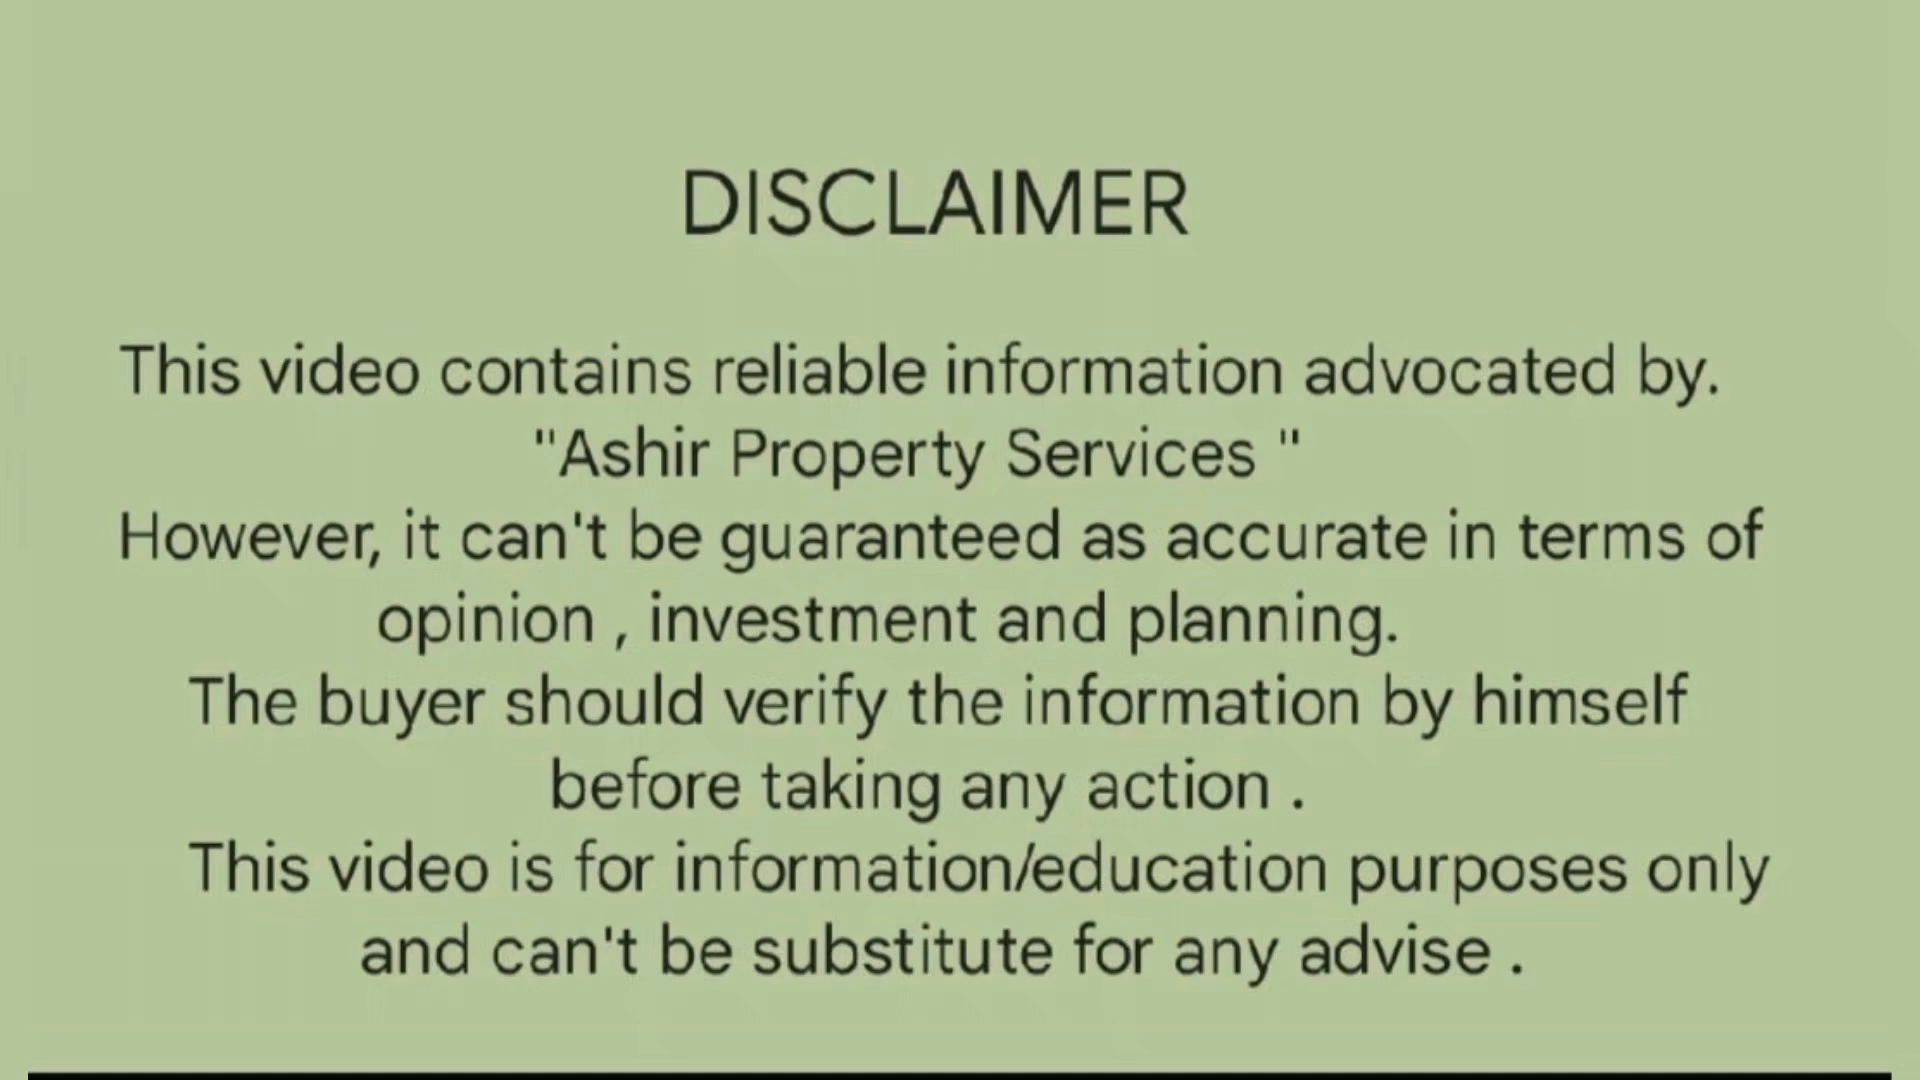 DISCLAIMER
This video contains reliable information advocated by.
"Ashir Property Services "
However, it can't be guaranteed as accurate in terms of
opinion , investment and planning.
The buyer should verify the information by himself
before taking any action .
This video is for information/education purposes only
and can't be substitute for any advise .